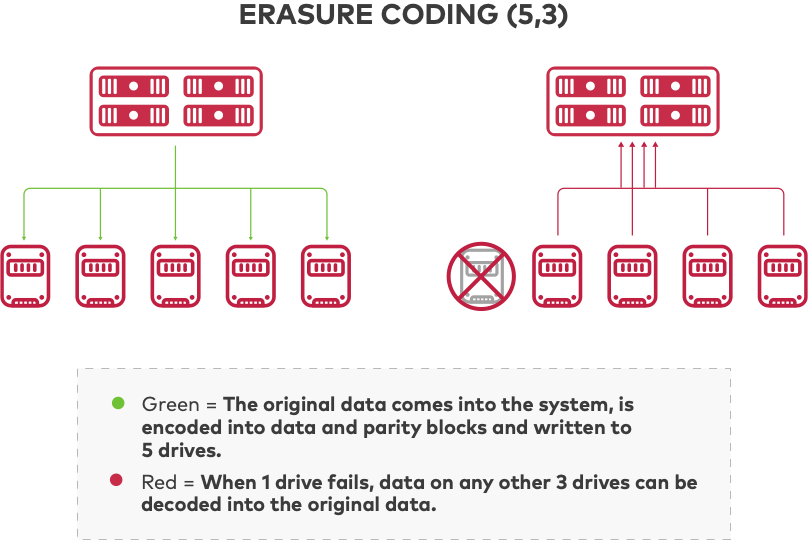 ERASURE CODING (5,3)
Green = The original data comes into the system, is
encoded into data and parity blocks and written to
5 drives.
Red = When 1 drive fails, data on any other 3 drives can be
decoded into the original data.